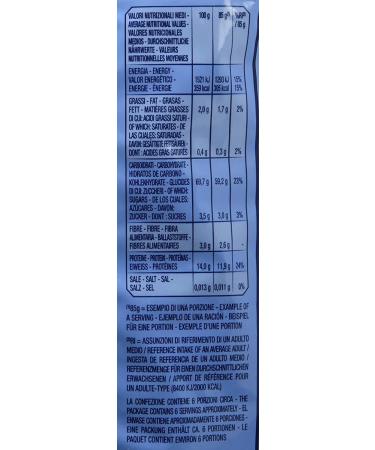 VALORI NUTRIZIONALI MEDI - 100 g 85 g⁽¹⁾ %RI⁽²⁾
AVERAGE NUTRITIONAL VALUES - / 85 g
VALORES NUTRICIONALES
MEDIOS - DURCHSCHNITTLICHE
NÄHRWERTE - VALEURS
NUTRITIONNELLES MOYENNES
ENERGIA - ENERGY -
VALOR ENERGÉTICO - 1521 kJ 1293 kJ 15%
ENERGIE - ÉNERGIE 359 kcal 305 kcal 15%
GRASSI - FAT - GRASAS -
FETT - MATIÈRES GRASSES 2,0 g 1,7 g 2%
DI CUI: ACIDI GRASSI SATURI -
OF WHICH: SATURATES - DE
LAS CUALES: SATURADAS -
DAVON: GESÄTTIGTE FETTSÄUREN -
DONT : ACIDES GRAS SATURÉS 0,4 g 0,3 g 2%
CARBOIDRATI - CARBOHYDRATE -
HIDRATOS DE CARBONO -
KOHLENHYDRATE - GLUCIDES 69,7 g 59,2 g 23%
DI CUI: ZUCCHERI - OF WHICH:
SUGARS - DE LOS CUALES:
AZÚCARES - DAVON:
ZUCKER - DONT : SUCRES 3,5 g 3,0 g 3%
FIBRE - FIBRE - FIBRA
ALIMENTARIA - BALLASTSTOFFE -
FIBRES ALIMENTAIRES 3,0 g 2,6 g -
PROTEINE - PROTEIN - PROTEÍNAS -
EIWEISS - PROTÉINES 14,0 g 11,9 g 24%
SALE - SALT - SAL -
SALZ - SEL 0,013 g 0,011 g 0%
⁽¹⁾85g = ESEMPIO DI UNA PORZIONE - EXAMPLE OF
A SERVING - EJEMPLO DE UNA RACIÓN - BEISPIEL
FÜR EINE PORTION - EXEMPLE D'UNE PORTION
⁽²⁾RI = ASSUNZIONI DI RIFERIMENTO DI UN ADULTO
MEDIO / REFERENCE INTAKE OF AN AVERAGE ADULT /
INGESTA DE REFERENCIA DE UN ADULTO MEDIO /
REFERENZMENGE FÜR EINEN DURCHSCHNITTLICHEN
ERWACHSENEN / APPORT DE RÉFÉRENCE POUR
UN ADULTE-TYPE (8400 KJ/2000 KCAL)
LA CONFEZIONE CONTIENE 6 PORZIONI CIRCA - THE
PACKAGE CONTAINS 6 SERVINGS APPROXIMATELY - EL
ENVASE CONTIENE APROXIMADAMENTE 6 PORCIONES -
EINE PACKUNG ENTHÄLT CA. 6 PORTIONEN - LE
PAQUET CONTIENT ENVIRON 6 PORTIONS